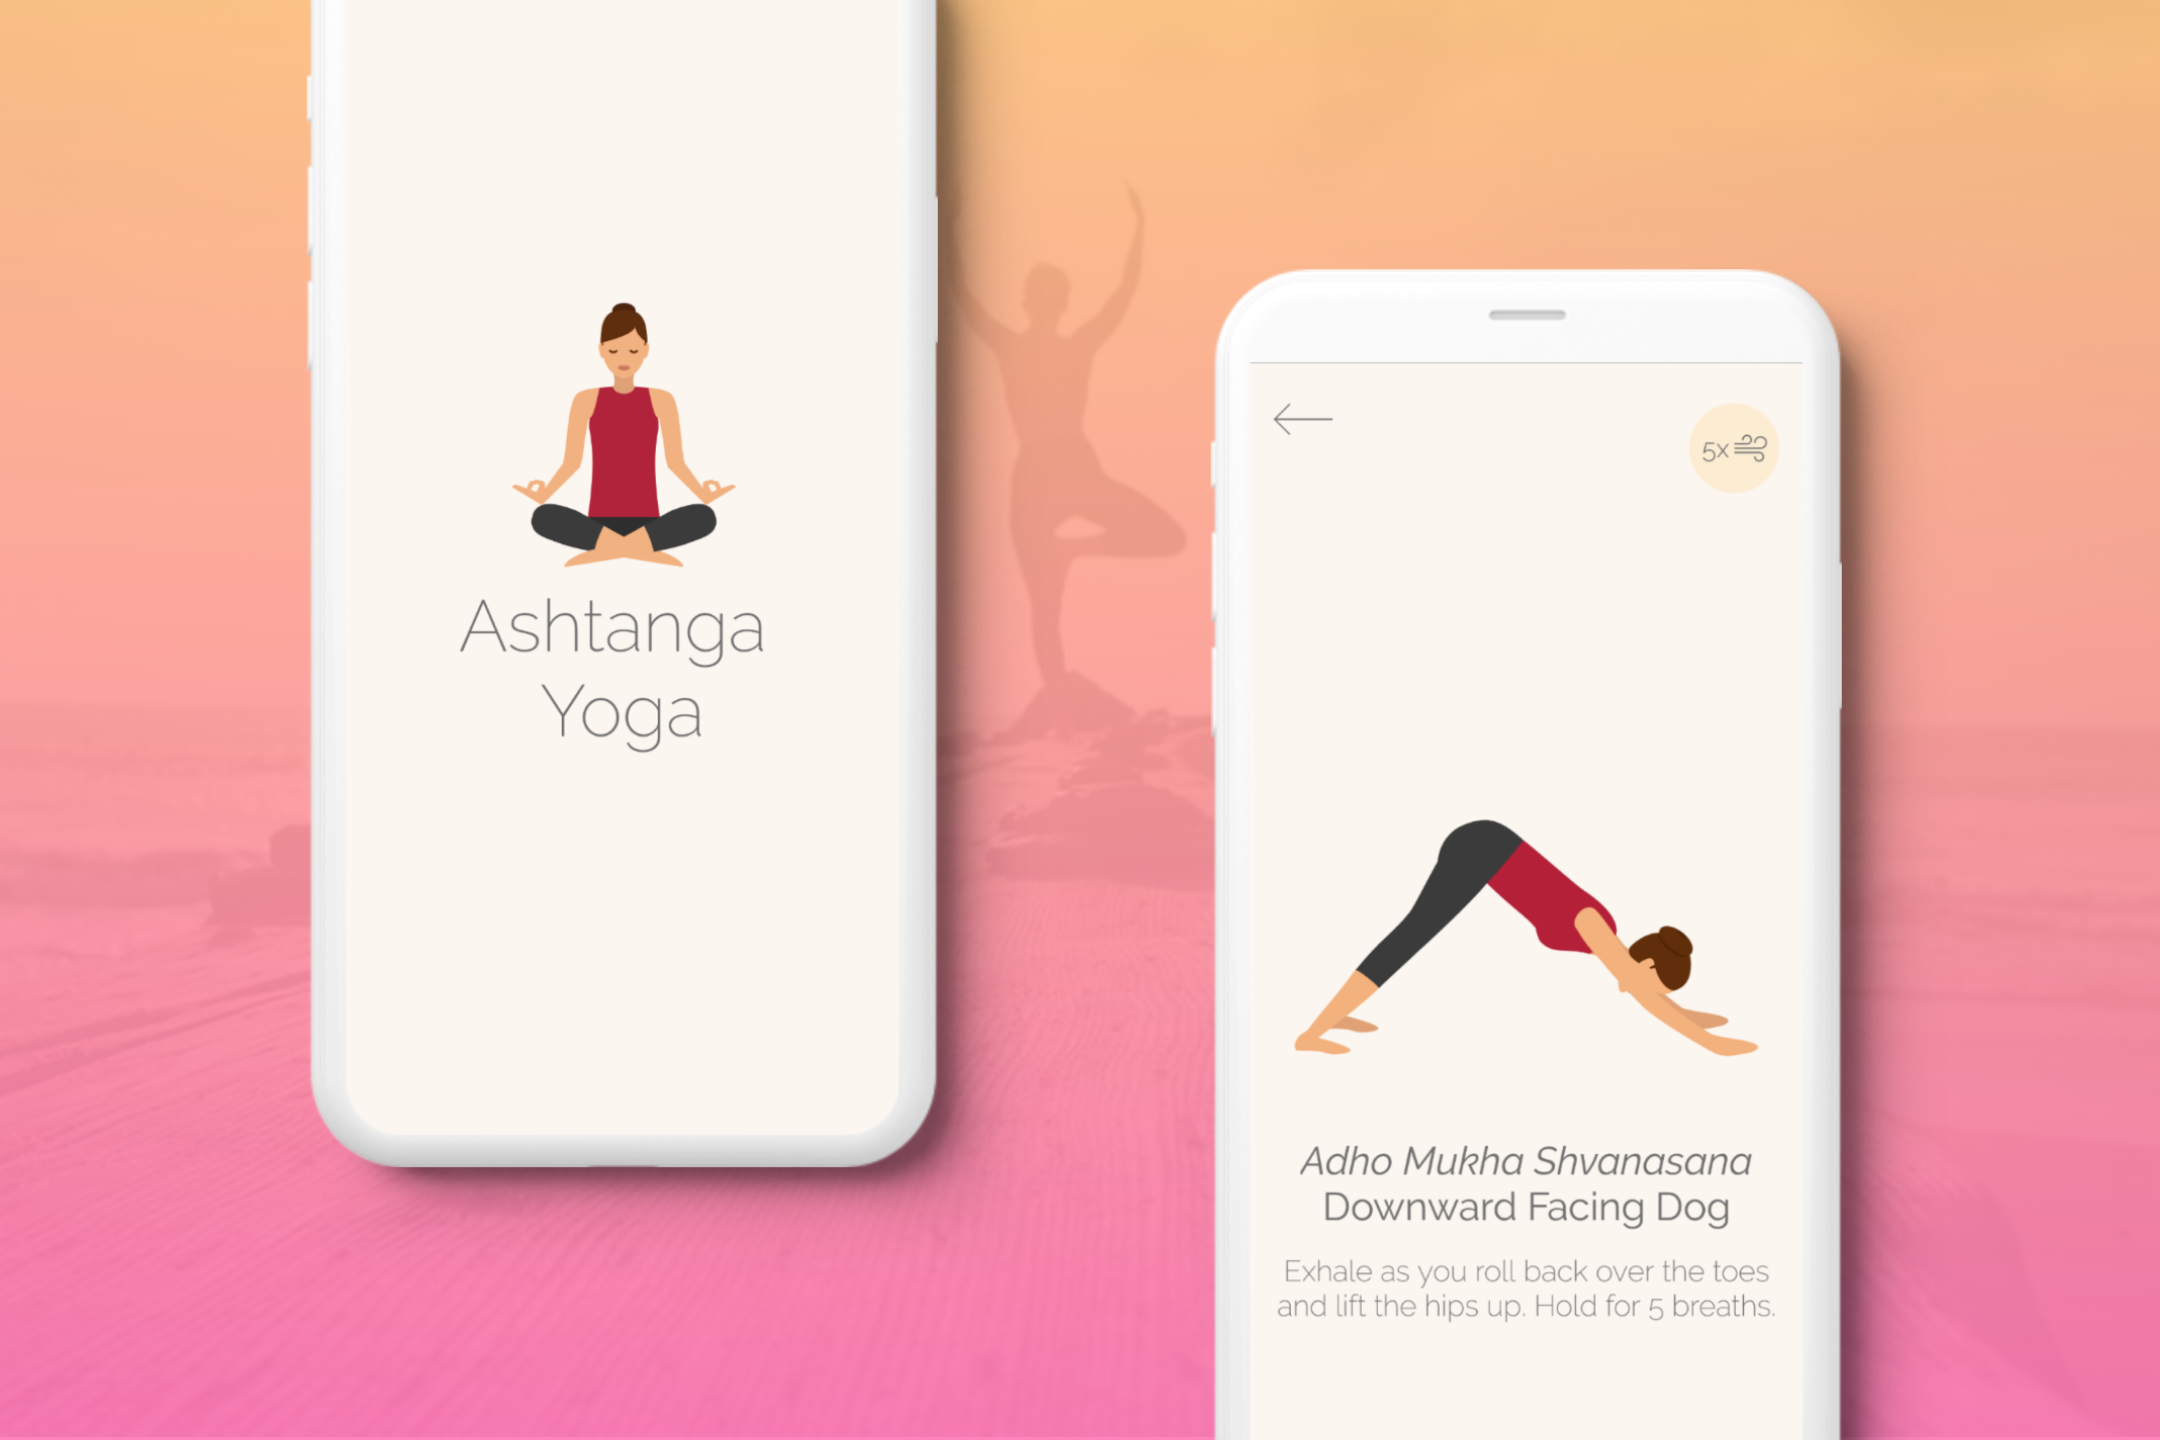 Ashtanga
Yoga
5x
Adho Mukha Shvanasana
Downward Facing Dog
Exhale as you roll back over the toes
and lift the hips up. Hold for 5 breaths.